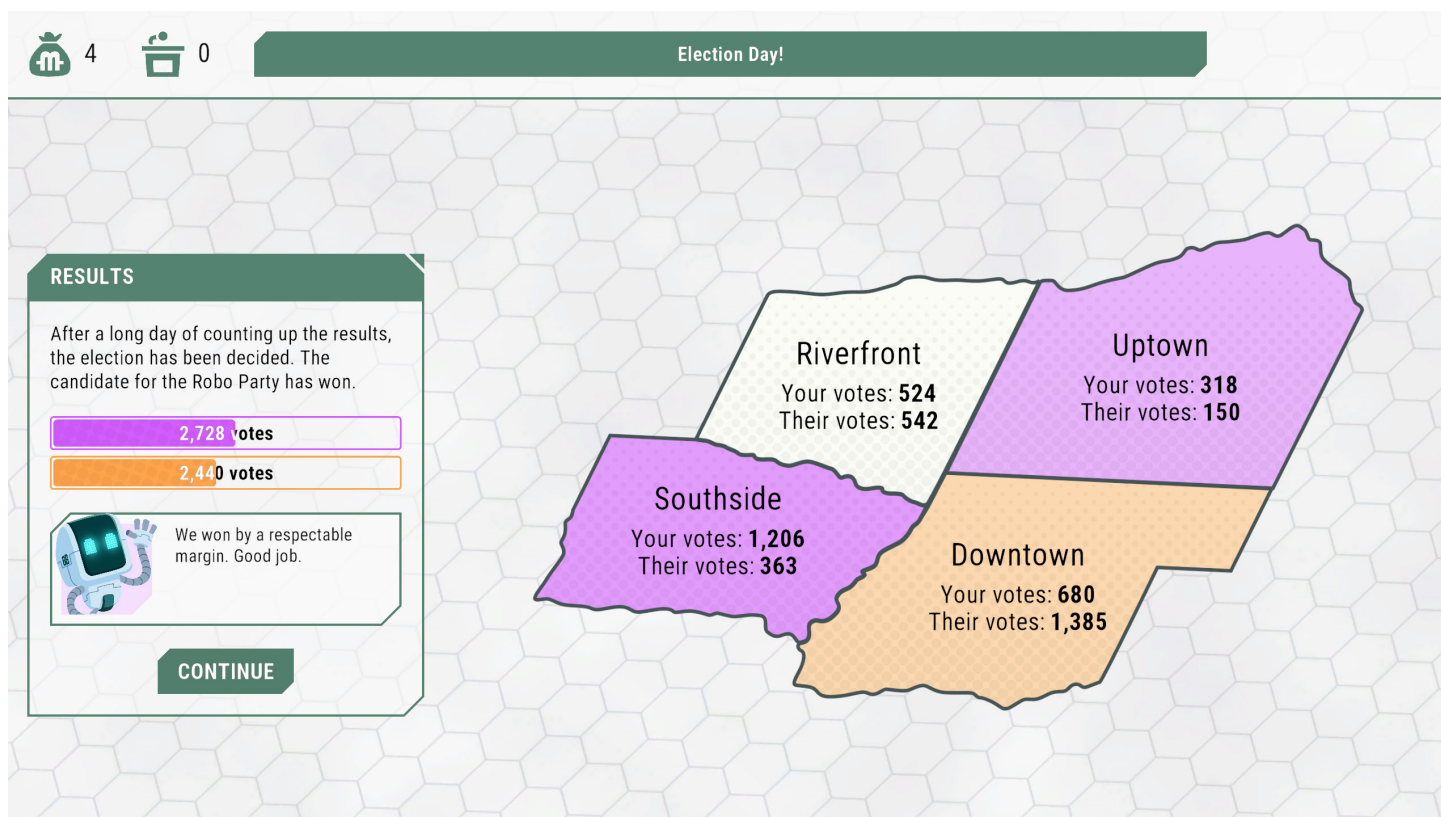 4
0
Election Day!
RESULTS
After a long day of counting up the results,
the election has been decided. The
candidate for the Robo Party has won.
2,728 votes
2,440 votes
We won by a respectable
margin. Good job.
CONTINUE
Riverfront
Your votes: 524
Their votes: 542
Uptown
Your votes: 318
Their votes: 150
Southside
Your votes: 1,206
Their votes: 363
Downtown
Your votes: 680
Their votes: 1,385